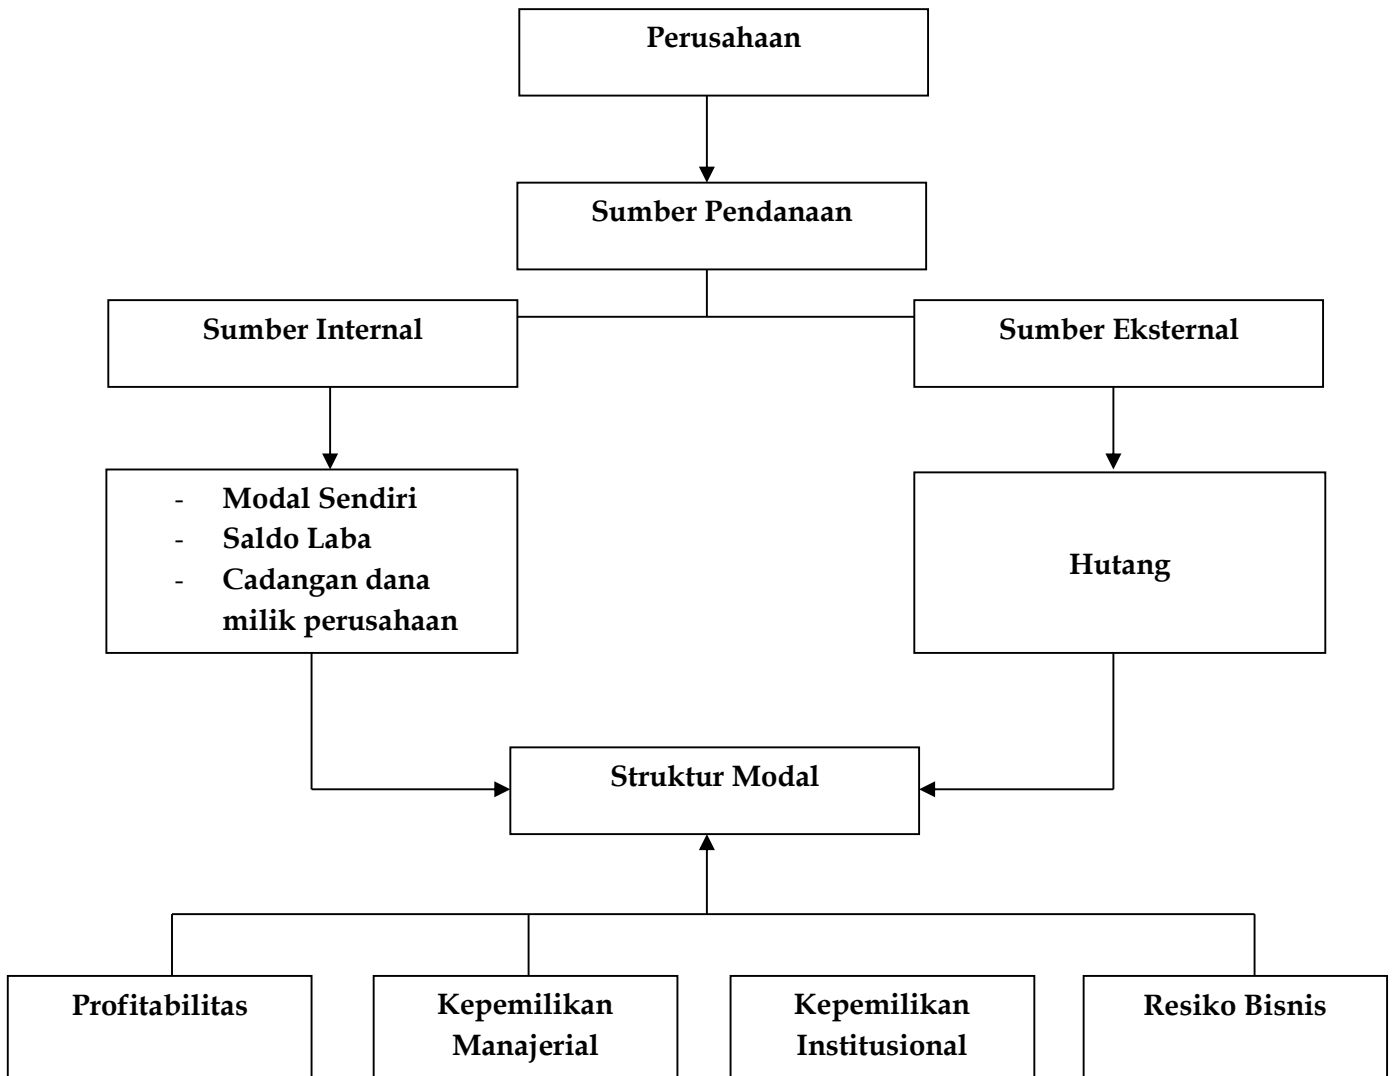 Perusahaan
Sumber Pendanaan
Sumber Internal
Sumber Eksternal
- Modal Sendiri
- Saldo Laba
- Cadangan dana
milik perusahaan
Hutang
Struktur Modal
Profitabilitas
Kepemilikan
Manajerial
Kepemilikan
Institusional
Resiko Bisnis